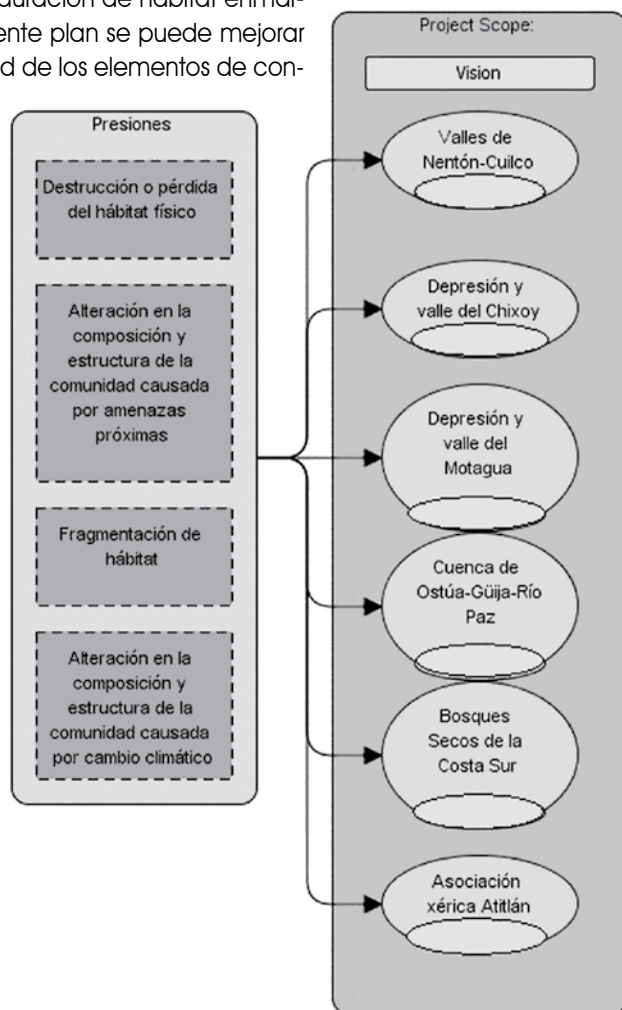 duración de hábitat enmal-
ente plan se puede mejorar
d de los elementos de con-
Presiones
Destrucción o pérdida
del hábitat físico
Alteración en la
composición y
estructura de la
comunidad causada
por amenazas
próximas
Fragmentación de
hábitat
Alteración en la
composición y
estructura de la
comunidad causada
por cambio climático
Project Scope:
Vision
Valles de
Nentón-Cuilco
Depresión y
valle del Chixoy
Depresión y
valle del
Motagua
Cuenca de
Ostúa-Güija-Río
Paz
Bosques
Secos de la
Costa Sur
Asociación
xérica Atitlán